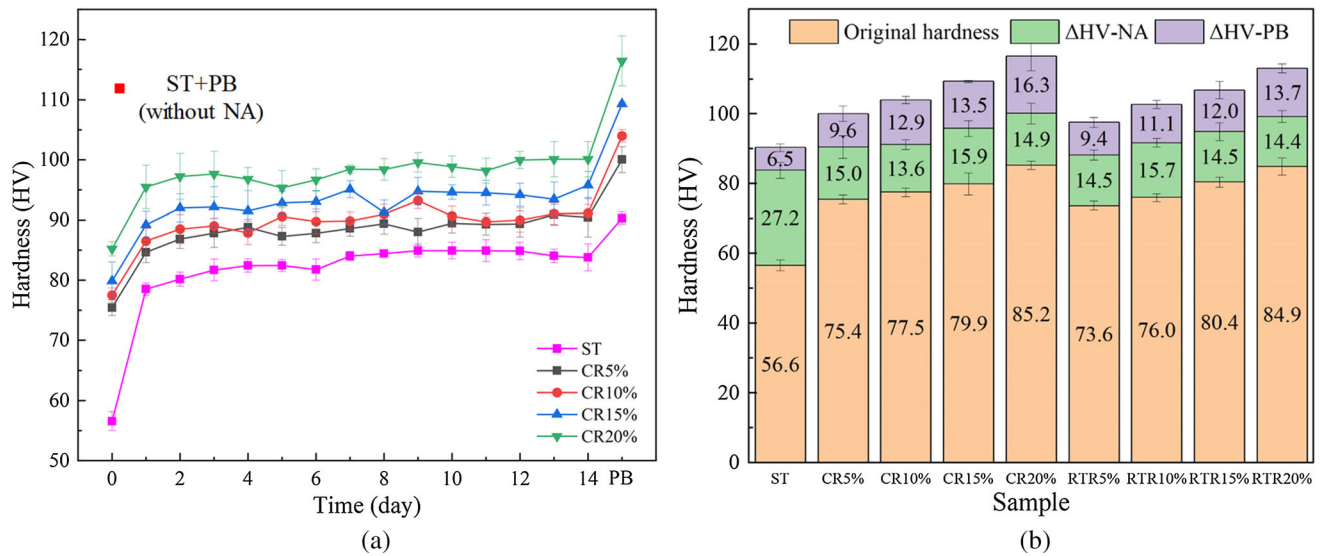 120
110
100
90
80
70
60
50
Hardness (HV)
ST+PB
(without NA)
ST
CR5%
CR10%
CR15%
CR20%
0 2 4 6 8 10 12 14 PB
Time (day)
(a)
Original hardness ΔHV-NA ΔHV-PB
120
100
80
60
40
20
0
Hardness (HV)
6.5 9.6 12.9 13.5 16.3 9.4 11.1 12.0 13.7
27.2 15.0 13.6 15.9 14.9 14.5 15.7 14.5 14.4
56.6 75.4 77.5 79.9 85.2 73.6 76.0 80.4 84.9
ST CR5% CR10% CR15% CR20% RTR5% RTR10% RTR15% RTR20%
Sample
(b)